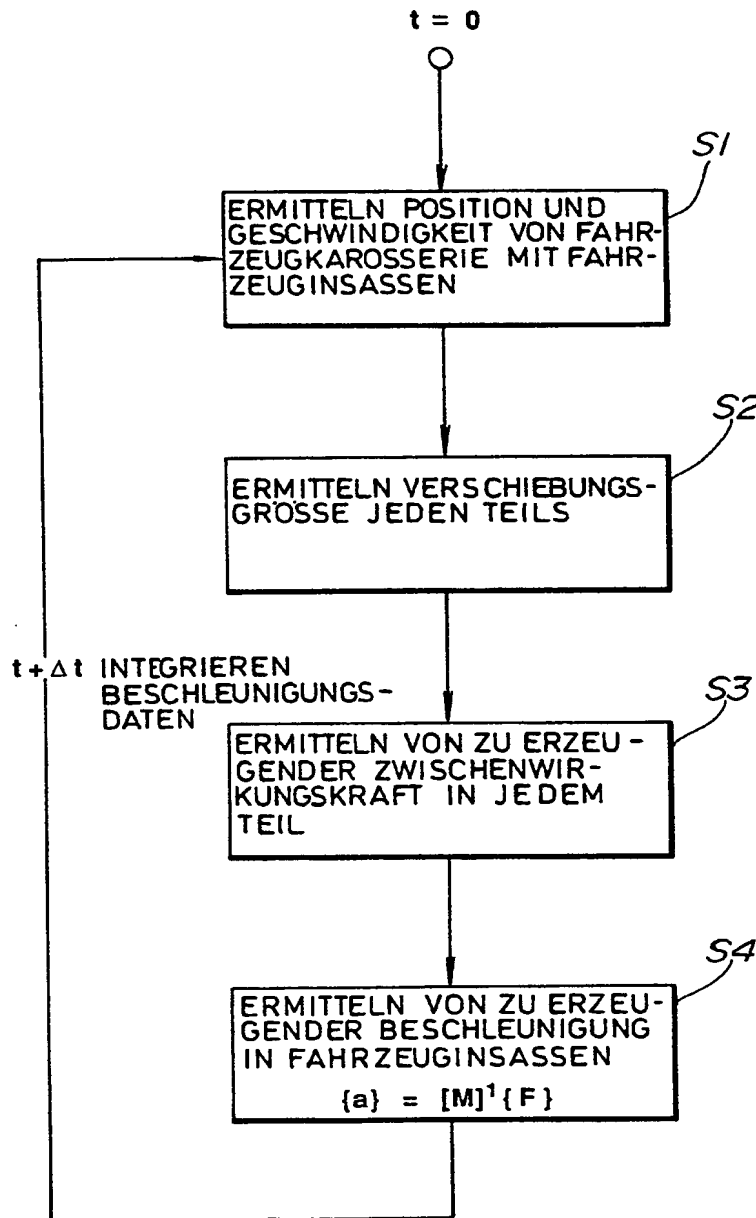 t = 0
S1
ERMITTELN POSITION UND
GESCHWINDIGKEIT VON FAHR-
ZEUGKAROSSERIE MIT FAHR-
ZEUGINSASSEN
S2
ERMITTELN VERSCHIEBUNGS-
GRÖSSE JEDEN TEILS
t + Δt INTEGRIEREN
BESCHLEUNIGUNGS-
DATEN
S3
ERMITTELN VON ZU ERZEU-
GENDER ZWISCHENWIR-
KUNGSKRAFT IN JEDEM
TEIL
S4
ERMITTELN VON ZU ERZEU-
GENDER BESCHLEUNIGUNG
IN FAHRZEUGINSASSEN
{a} = [M]¹{F}